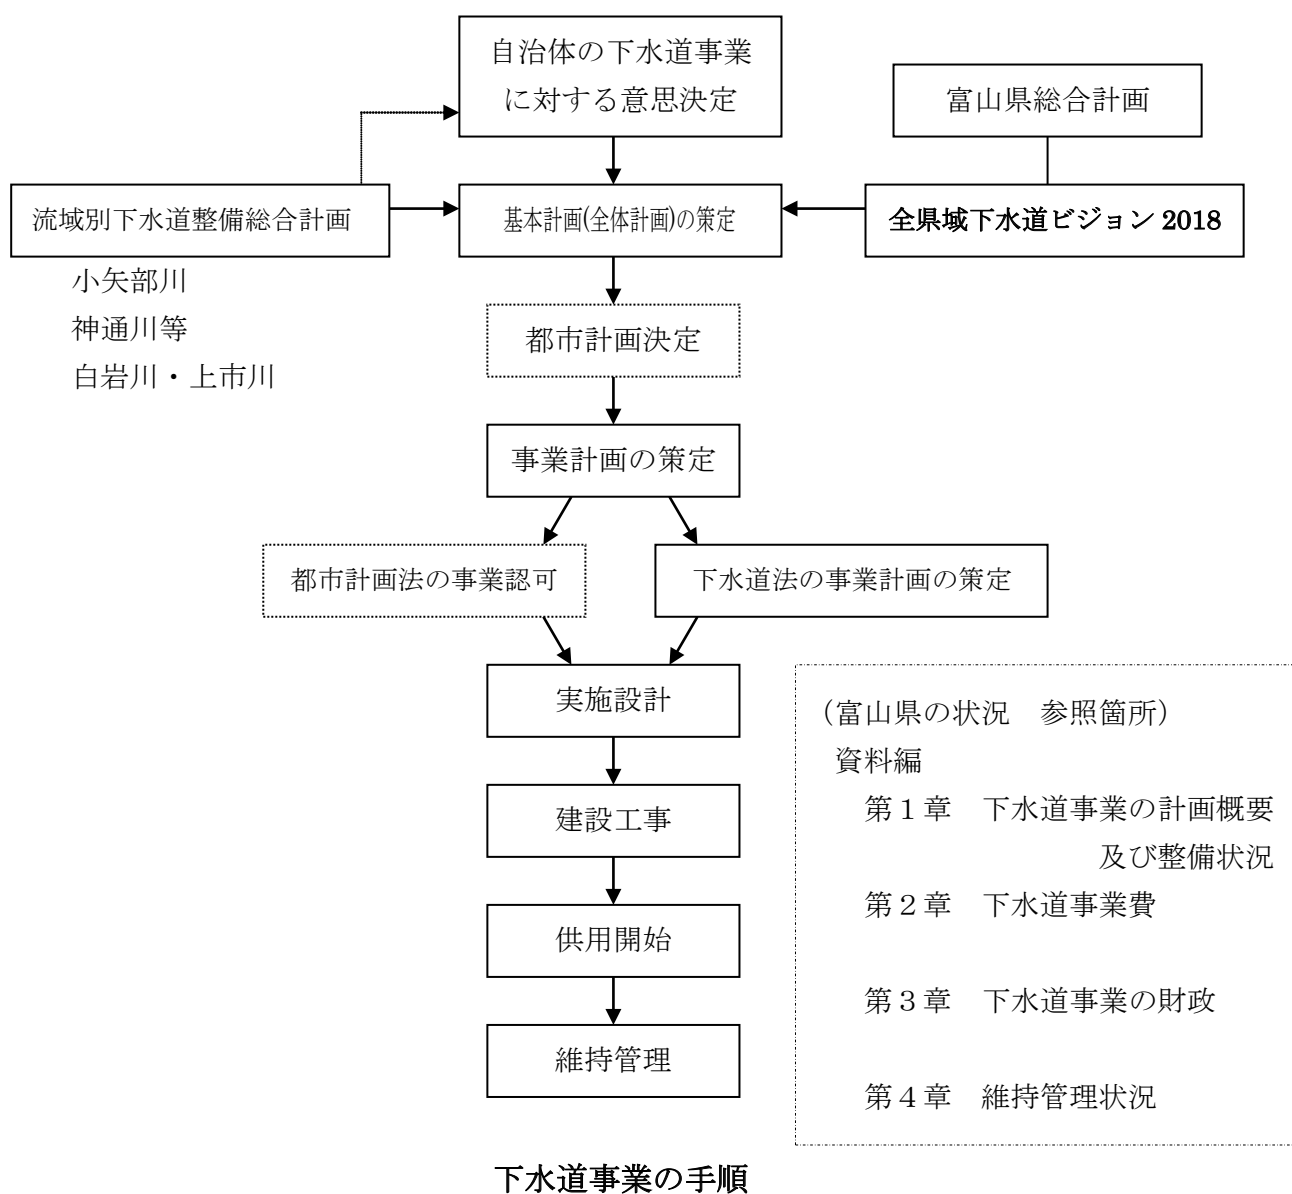 自治体の下水道事業
に対する意思決定
富山県総合計画
流域別下水道整備総合計画
基本計画(全体計画)の策定
全県域下水道ビジョン 2018
小矢部川
神通川等
白岩川・上市川
都市計画決定
事業計画の策定
都市計画法の事業認可
下水道法の事業計画の策定
実施設計
建設工事
供用開始
維持管理
（富山県の状況　参照箇所）
資料編
第１章　下水道事業の計画概要
及び整備状況
第２章　下水道事業費
第３章　下水道事業の財政
第４章　維持管理状況
下水道事業の手順